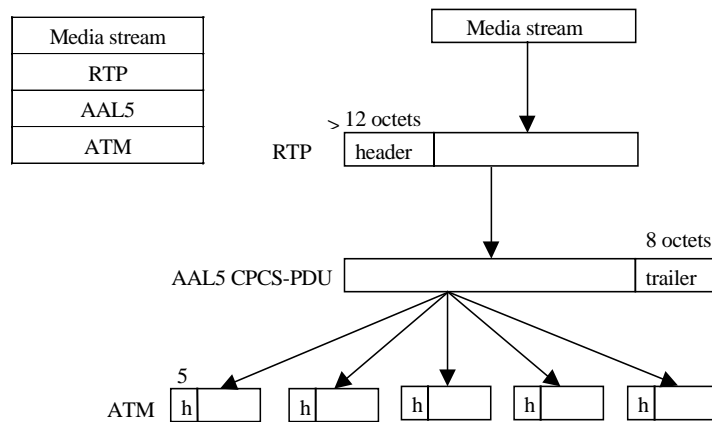 Media stream
RTP
AAL5
ATM
Media stream
> 12 octets
RTP
header
8 octets
AAL5 CPCS-PDU
trailer
5
ATM
h
h
h
h
h